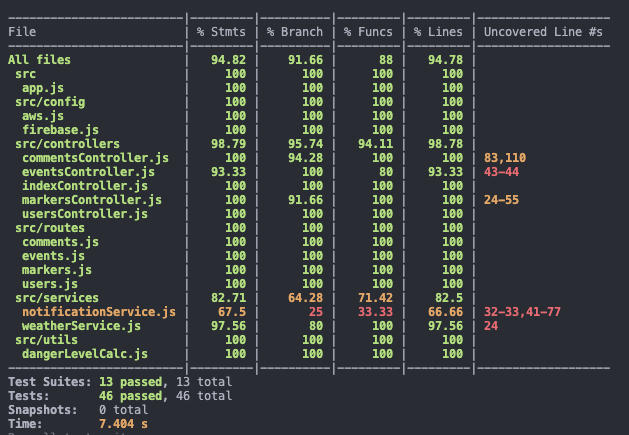 File | % Stmts | % Branch | % Funcs | % Lines | Uncovered Line #s
All files | 94.82 | 91.66 | 88 | 94.78 |
src | 100 | 100 | 100 | 100 |
app.js | 100 | 100 | 100 | 100 |
src/config | 100 | 100 | 100 | 100 |
aws.js | 100 | 100 | 100 | 100 |
firebase.js | 100 | 100 | 100 | 100 |
src/controllers | 98.79 | 95.74 | 94.11 | 98.78 |
commentsController.js | 100 | 94.28 | 100 | 100 | 83,110
eventsController.js | 93.33 | 100 | 80 | 93.33 | 43-44
indexController.js | 100 | 100 | 100 | 100 |
markersController.js | 100 | 91.66 | 100 | 100 | 24-55
usersController.js | 100 | 100 | 100 | 100 |
src/routes | 100 | 100 | 100 | 100 |
comments.js | 100 | 100 | 100 | 100 |
events.js | 100 | 100 | 100 | 100 |
markers.js | 100 | 100 | 100 | 100 |
users.js | 100 | 100 | 100 | 100 |
src/services | 82.71 | 64.28 | 71.42 | 82.5 |
notificationService.js | 67.5 | 25 | 33.33 | 66.66 | 32-33,41-77
weatherService.js | 97.56 | 80 | 100 | 97.56 | 24
src/utils | 100 | 100 | 100 | 100 |
dangerLevelCalc.js | 100 | 100 | 100 | 100 |
Test Suites: 13 passed, 13 total
Tests: 46 passed, 46 total
Snapshots: 0 total
Time: 7.404 s